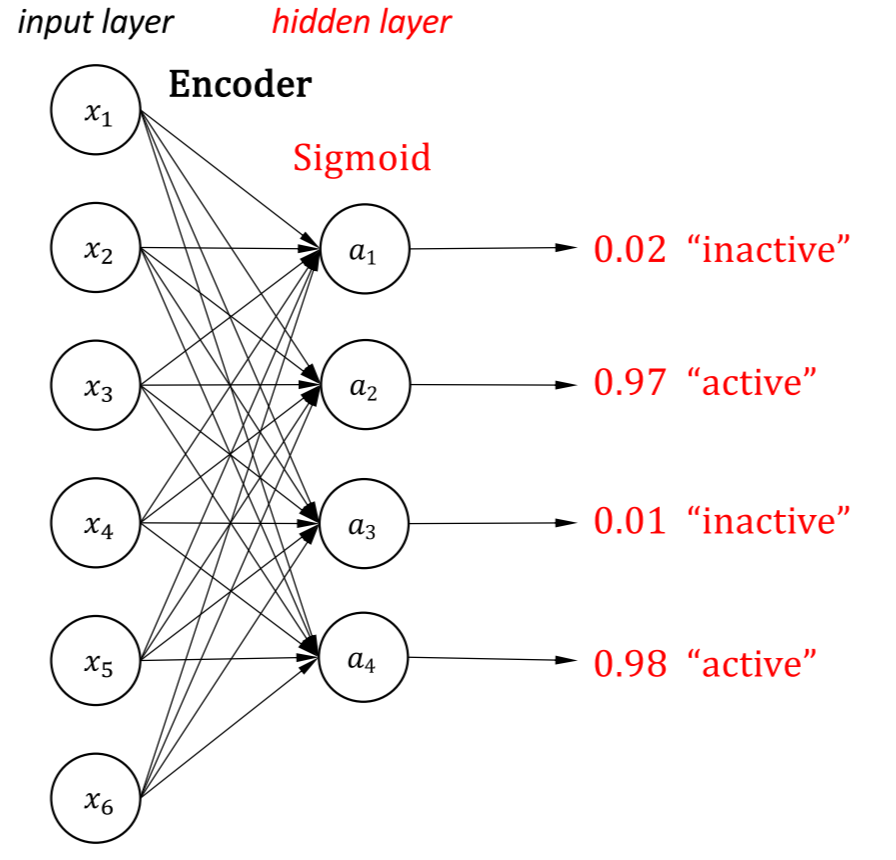 input layer
hidden layer
Encoder
Sigmoid
x₁
x₂
x₃
x₄
x₅
x₆
a₁
a₂
a₃
a₄
0.02 “inactive”
0.97 “active”
0.01 “inactive”
0.98 “active”